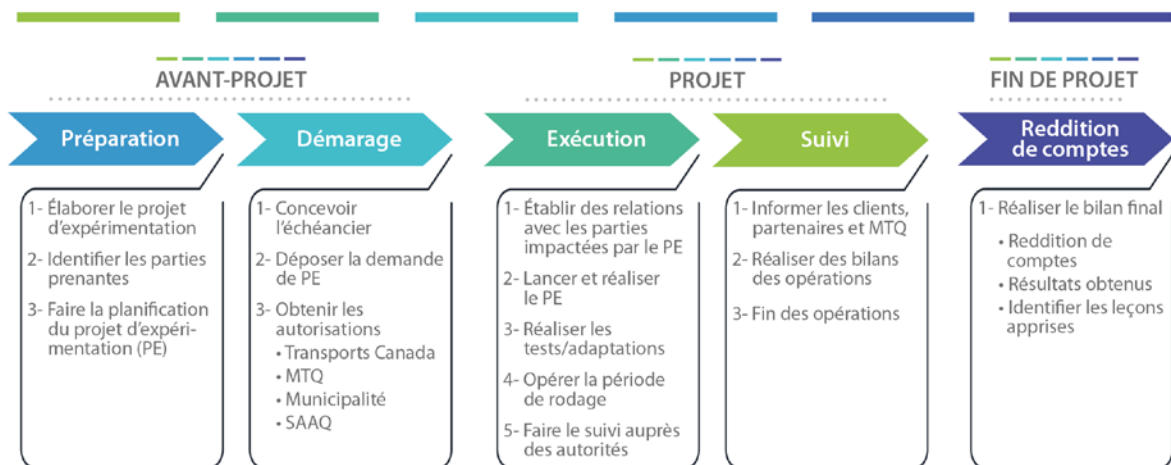 AVANT-PROJET
PROJET
FIN DE PROJET
Préparation
1- Élaborer le projet
d'expérimentation
2- Identifier les parties
prenantes
3- Faire la planification
du projet d'expéri-
mentation (PE)
Démarage
1- Concevoir
l'échéancier
2- Déposer la demande
de PE
3- Obtenir les
autorisations
• Transports Canada
• MTQ
• Municipalité
• SAAQ
Exécution
1- Établir des relations
avec les parties
impactées par le PE
2- Lancer et réaliser
le PE
3- Réaliser les
tests/adaptations
4- Opérer la période
de rodage
5- Faire le suivi auprès
des autorités
Suivi
1- Informer les clients,
partenaires et MTQ
2- Réaliser des bilans
des opérations
3- Fin des opérations
Reddition
de comptes
1- Réaliser le bilan final
• Reddition de
comptes
• Résultats obtenus
• Identifier les leçons
apprises